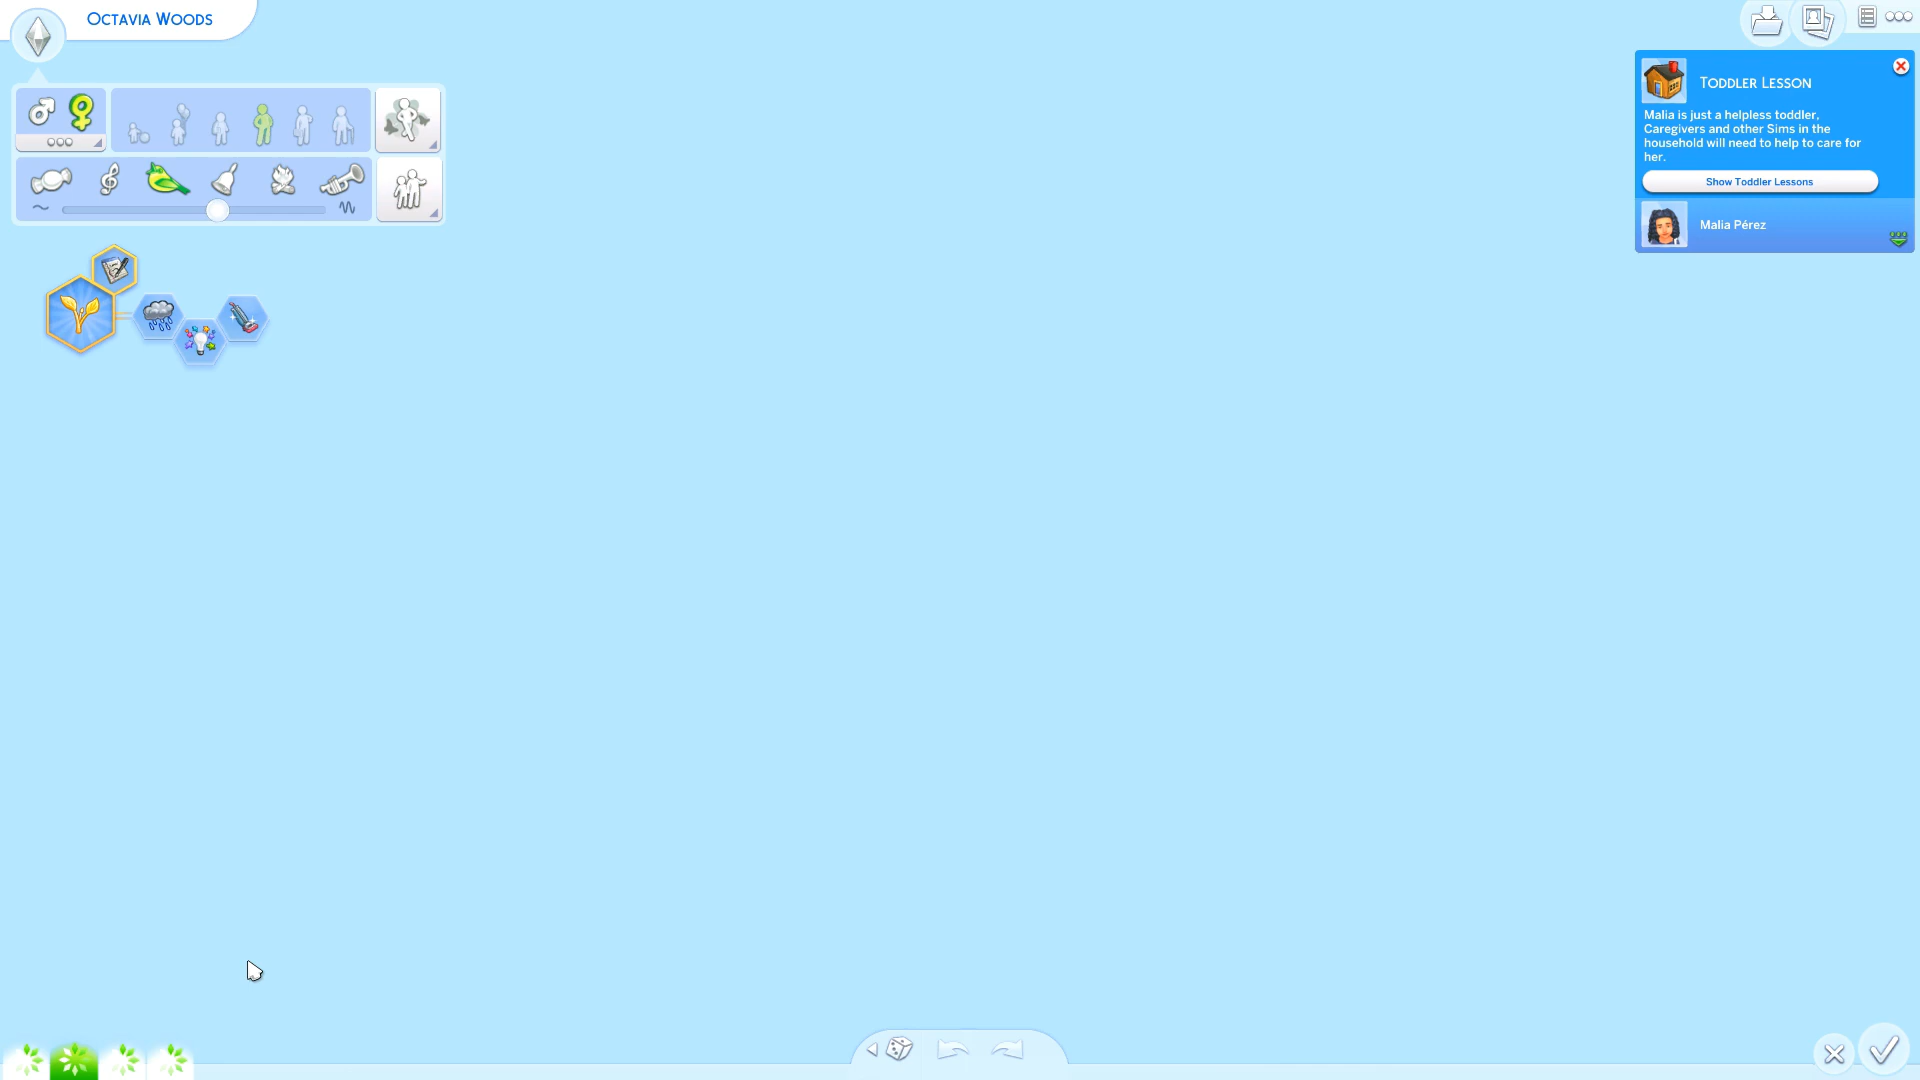 Octavia Woods
Toddler Lesson
Malia is just a helpless toddler,
Caregivers and other Sims in the
household will need to help to care for
her.
Show Toddler Lessons
Malia Pérez